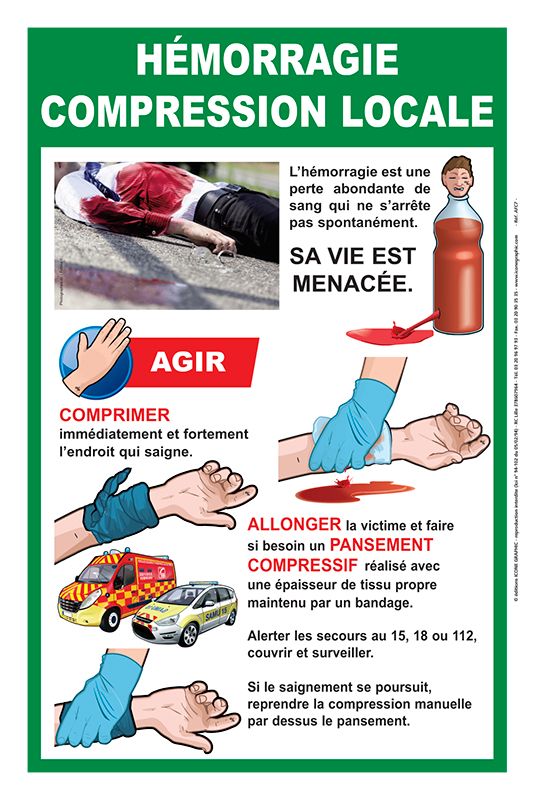 HÉMORRAGIE
COMPRESSION LOCALE
L'hémorragie est une
perte abondante de
sang qui ne s'arrête
pas spontanément.
SA VIE EST
MENACÉE.
AGIR
COMPRIMER
immédiatement et fortement
l'endroit qui saigne.
ALLONGER la victime et faire
si besoin un PANSEMENT
COMPRESSIF réalisé avec
une épaisseur de tissu propre
maintenu par un bandage.
Alerter les secours au 15, 18 ou 112,
couvrir et surveiller.
Si le saignement se poursuit,
reprendre la compression manuelle
par dessus le pansement.